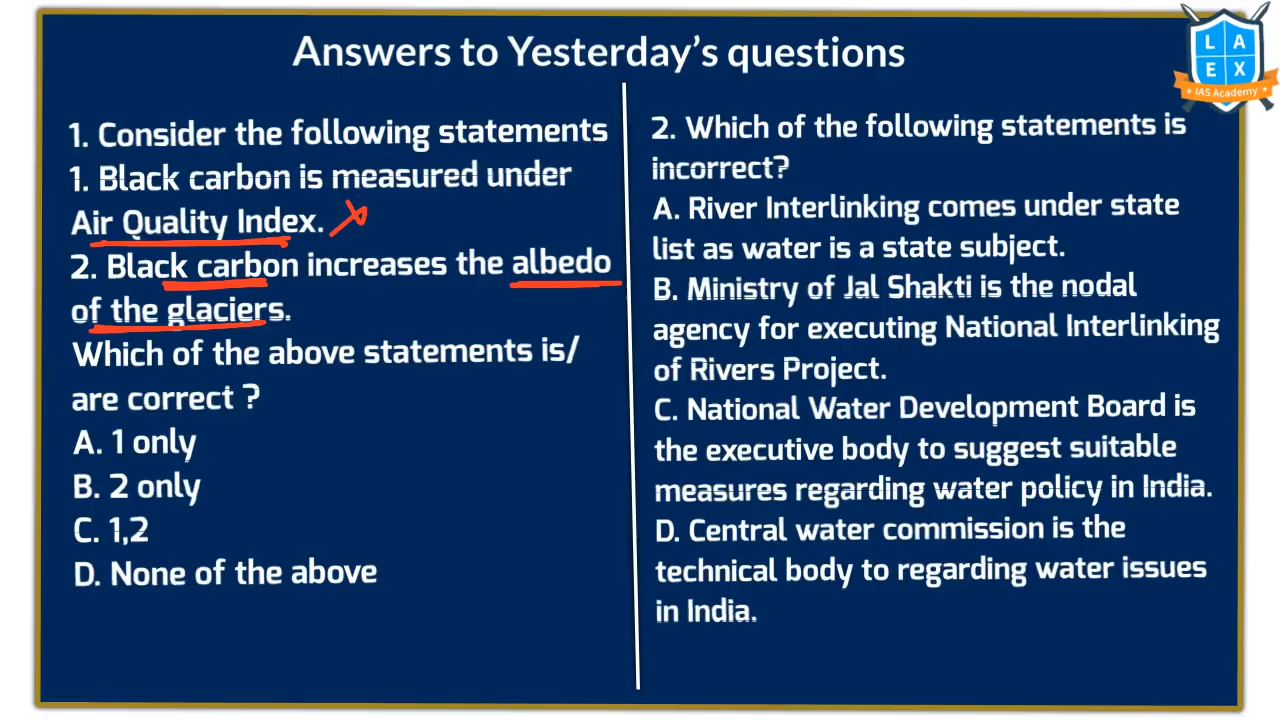 Answers to Yesterday's questions
L A
E X
IAS Academy
1. Consider the following statements
1. Black carbon is measured under
Air Quality Index.
2. Black carbon increases the albedo
of the glaciers.
Which of the above statements is/
are correct ?
A. 1 only
B. 2 only
C. 1,2
D. None of the above
2. Which of the following statements is
incorrect?
A. River Interlinking comes under state
list as water is a state subject.
B. Ministry of Jal Shakti is the nodal
agency for executing National Interlinking
of Rivers Project.
C. National Water Development Board is
the executive body to suggest suitable
measures regarding water policy in India.
D. Central water commission is the
technical body to regarding water issues
in India.